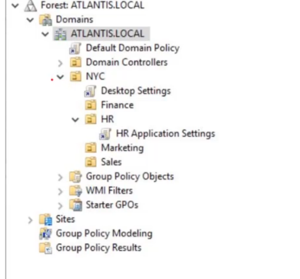 Forest: ATLANTIS.LOCAL
Domains
ATLANTIS.LOCAL
Default Domain Policy
Domain Controllers
NYC
Desktop Settings
Finance
HR
HR Application Settings
Marketing
Sales
Group Policy Objects
WMI Filters
Starter GPOs
Sites
Group Policy Modeling
Group Policy Results